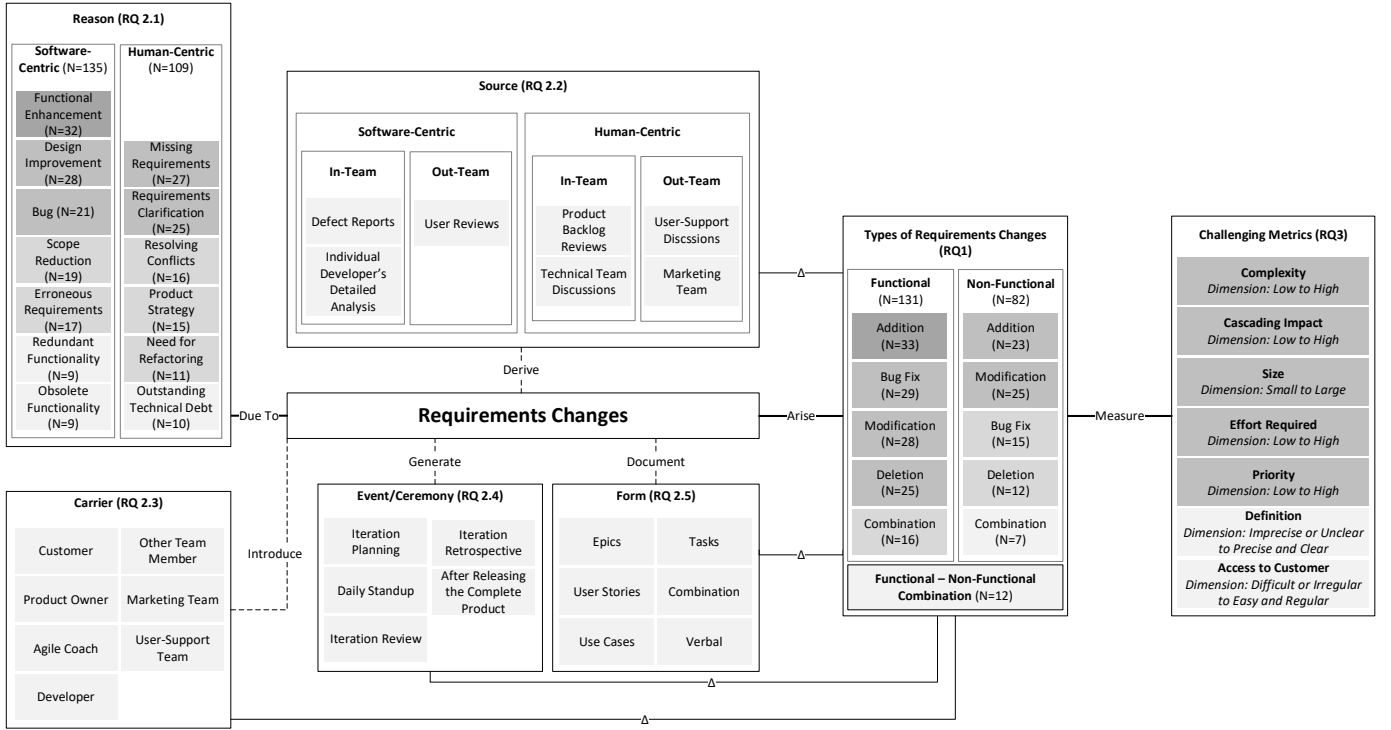 Reason (RQ 2.1)
Software-
Centric (N=135)
Functional
Enhancement
(N=32)
Design
Improvement
(N=28)
Bug (N=21)
Scope
Reduction
(N=19)
Erroneous
Requirements
(N=17)
Redundant
Functionality
(N=9)
Obsolete
Functionality
(N=9)
Human-Centric
(N=109)
Missing
Requirements
(N=27)
Requirements
Clarification
(N=25)
Resolving
Conflicts
(N=16)
Product
Strategy
(N=15)
Need for
Refactoring
(N=11)
Outstanding
Technical Debt
(N=10)
Due To
Source (RQ 2.2)
Software-Centric
In-Team
Defect Reports
Individual
Developer's
Detailed
Analysis
Out-Team
User Reviews
Human-Centric
In-Team
Product
Backlog
Reviews
Technical Team
Discussions
Out-Team
User-Support
Discssions
Marketing
Team
Δ
Derive
Requirements Changes
Arise
Generate
Document
Introduce
Carrier (RQ 2.3)
Customer
Product Owner
Agile Coach
Developer
Other Team
Member
Marketing Team
User-Support
Team
Event/Ceremony (RQ 2.4)
Iteration
Planning
Daily Standup
Iteration Review
Iteration
Retrospective
After Releasing
the Complete
Product
Form (RQ 2.5)
Epics
User Stories
Use Cases
Tasks
Combination
Verbal
Δ
Δ
Δ
Types of Requirements Changes
(RQ1)
Functional
(N=131)
Addition
(N=33)
Bug Fix
(N=29)
Modification
(N=28)
Deletion
(N=25)
Combination
(N=16)
Non-Functional
(N=82)
Addition
(N=23)
Modification
(N=25)
Bug Fix
(N=15)
Deletion
(N=12)
Combination
(N=7)
Functional – Non-Functional
Combination (N=12)
Measure
Challenging Metrics (RQ3)
Complexity
Dimension: Low to High
Cascading Impact
Dimension: Low to High
Size
Dimension: Small to Large
Effort Required
Dimension: Low to High
Priority
Dimension: Low to High
Definition
Dimension: Imprecise or Unclear
to Precise and Clear
Access to Customer
Dimension: Difficult or Irregular
to Easy and Regular